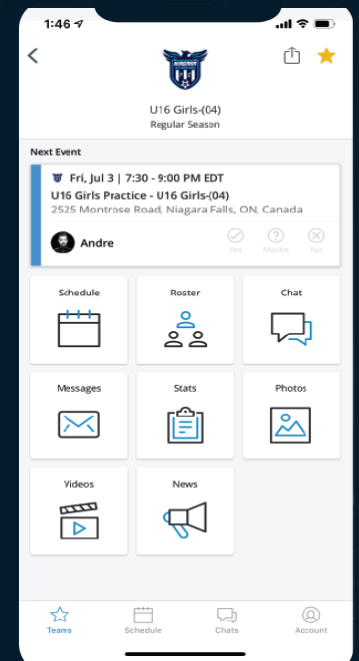 1:46
U16 Girls-(04)
Regular Season
Next Event
Fri, Jul 3 | 7:30 - 9:00 PM EDT
U16 Girls Practice - U16 Girls-(04)
2525 Montrose Road, Niagara Falls, ON, Canada
Andre
Yes Maybe No
Schedule Roster Chat
Messages Stats Photos
Videos News
Teams Schedule Chats Account